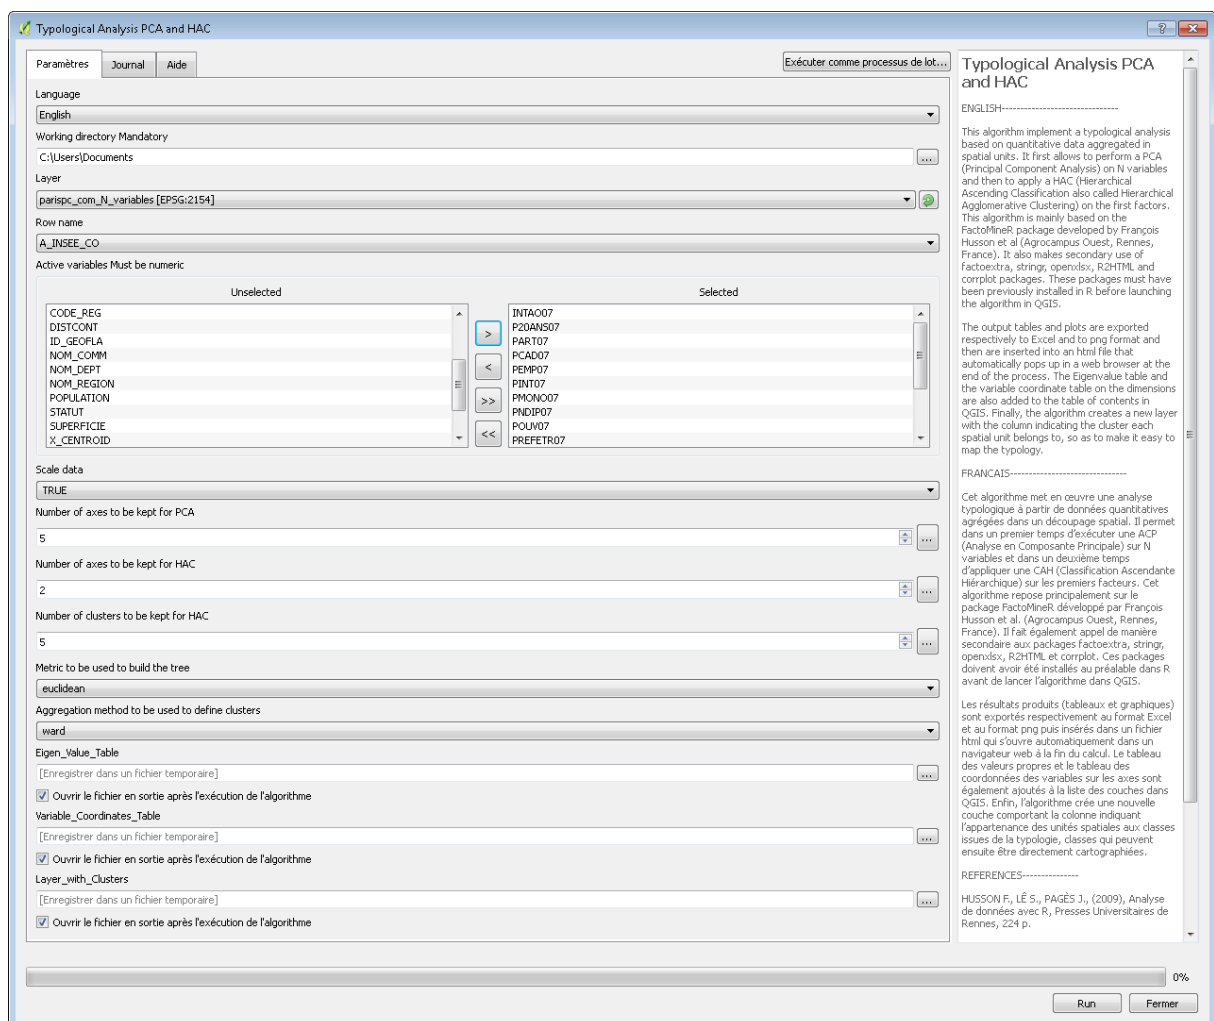 Typological Analysis PCA and HAC
Paramètres
Journal
Aide
Exécuter comme processus de lot...
Language
English
Working directory Mandatory
C:\Users\Documents
...
Layer
parispc_com_N_variables [EPSG:2154]
Row name
A_INSEE_CO
Active variables Must be numeric
Unselected
CODE_REG
DISTCONT
ID_GEOFLA
NOM_COMM
NOM_DEPT
NOM_REGION
POPULATION
STATUT
SUPERFICIE
X_CENTROID
>
<
>>
<<
Selected
INTAO07
P20ANS07
PART07
PCAD07
PEMP07
PINT07
PMONO07
PNDIP07
POUV07
PREFETR07
Scale data
TRUE
Number of axes to be kept for PCA
5
...
Number of axes to be kept for HAC
2
...
Number of clusters to be kept for HAC
5
...
Metric to be used to build the tree
euclidean
Aggregation method to be used to define clusters
ward
Eigen_Value_Table
[Enregistrer dans un fichier temporaire]
...
Ouvrir le fichier en sortie après l'exécution de l'algorithme
Variable_Coordinates_Table
[Enregistrer dans un fichier temporaire]
...
Ouvrir le fichier en sortie après l'exécution de l'algorithme
Layer_with_Clusters
[Enregistrer dans un fichier temporaire]
...
Ouvrir le fichier en sortie après l'exécution de l'algorithme
Typological Analysis PCA
and HAC
ENGLISH-------------------------------
This algorithm implement a typological analysis
based on quantitative data aggregated in
spatial units. It first allows to perform a PCA
(Principal Component Analysis) on N variables
and then to apply a HAC (Hierarchical
Ascending Classification also called Hierarchical
Agglomerative Clustering) on the first factors.
This algorithm is mainly based on the
FactoMineR package developed by François
Husson et al (Agrocampus Ouest, Rennes,
France). It also makes secondary use of
factoextra, stringr, openxlsx, R2HTML and
corrplot packages. These packages must have
been previously installed in R before launching
the algorithm in QGIS.
The output tables and plots are exported
respectively to Excel and to png format and
then are inserted into an html file that
automatically pops up in a web browser at the
end of the process. The Eigenvalue table and
the variable coordinate table on the dimensions
are also added to the table of contents in
QGIS. Finally, the algorithm creates a new layer
with the column indicating the cluster each
spatial unit belongs to, so as to make it easy to
map the typology.
FRANCAIS-------------------------------
Cet algorithme met en œuvre une analyse
typologique à partir de données quantitatives
agrégées dans un découpage spatial. Il permet
dans un premier temps d'exécuter une ACP
(Analyse en Composante Principale) sur N
variables et dans un deuxième temps
d'appliquer une CAH (Classification Ascendante
Hiérarchique) sur les premiers facteurs. Cet
algorithme repose principalement sur le
package FactoMineR développé par François
Husson et al. (Agrocampus Ouest, Rennes,
France). Il fait également appel de manière
secondaire aux packages factoextra, stringr,
openxlsx, R2HTML et corrplot. Ces packages
doivent avoir été installés au préalable dans R
avant de lancer l'algorithme dans QGIS.
Les résultats produits (tableaux et graphiques)
sont exportés respectivement au format Excel
et au format png puis insérés dans un fichier
html qui s'ouvre automatiquement dans un
navigateur web à la fin du calcul. Le tableau
des valeurs propres et le tableau des
coordonnées des variables sur les axes sont
également ajoutés à la liste des couches dans
QGIS. Enfin, l'algorithme crée une nouvelle
couche comportant la colonne indiquant
l'appartenance des unités spatiales aux classes
issues de la typologie, classes qui peuvent
ensuite être directement cartographiées.
REFERENCES---------------
HUSSON F., LÊ S., PAGÈS J., (2009), Analyse
de données avec R, Presses Universitaires de
Rennes, 224 p.
0%
Run
Fermer